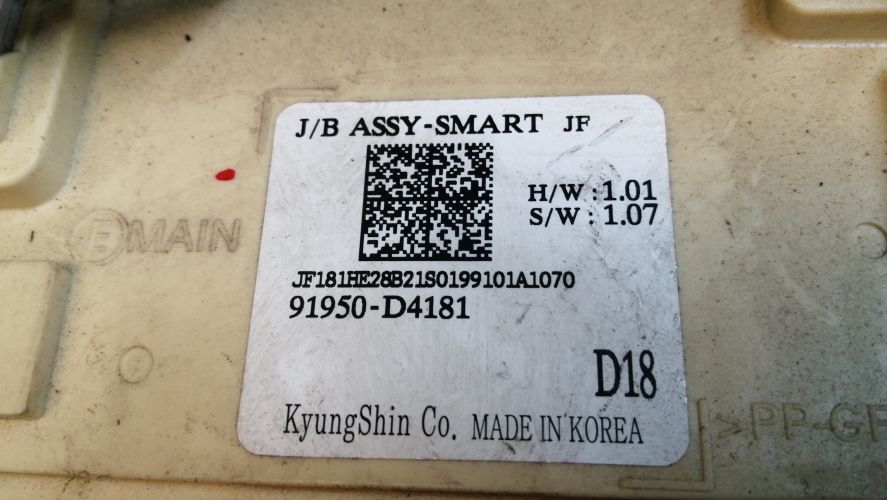 J/B ASSY-SMART JF
H/W : 1.01
S/W : 1.07
JF181HE28B21S0199101A1070
91950-D4181
D18
KyungShin Co. MADE IN KOREA
B MAIN
>PP-GF